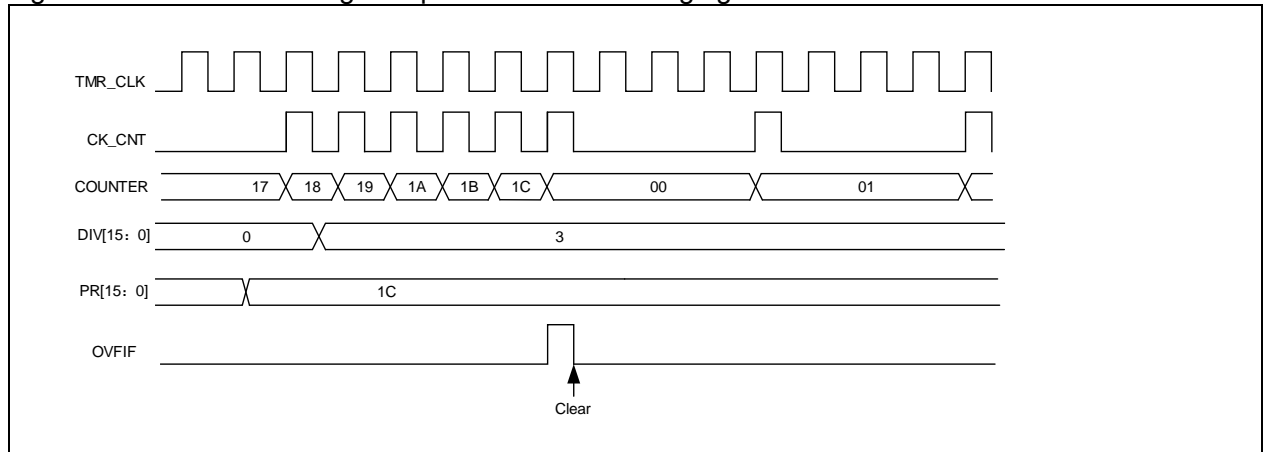 TMR_CLK
CK_CNT
COUNTER 17 18 19 1A 1B 1C 00 01
DIV[15：0] 0 3
PR[15：0] 1C
OVFIF
Clear